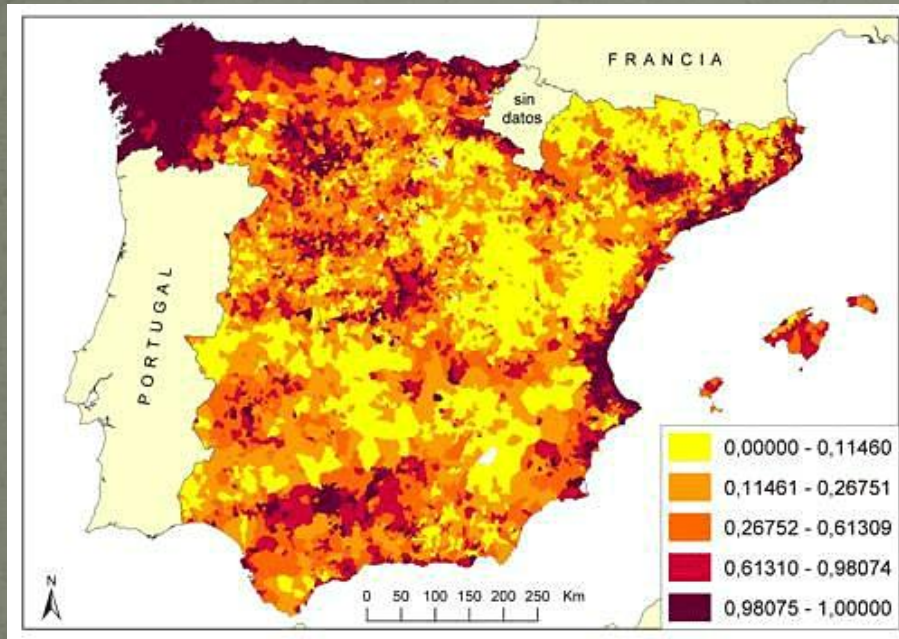 FRANCIA
sin
datos
PORTUGAL
0,00000 - 0,11460
0,11461 - 0,26751
0,26752 - 0,61309
0,61310 - 0,98074
0,98075 - 1,00000
N
0 50 100 150 200 250 Km